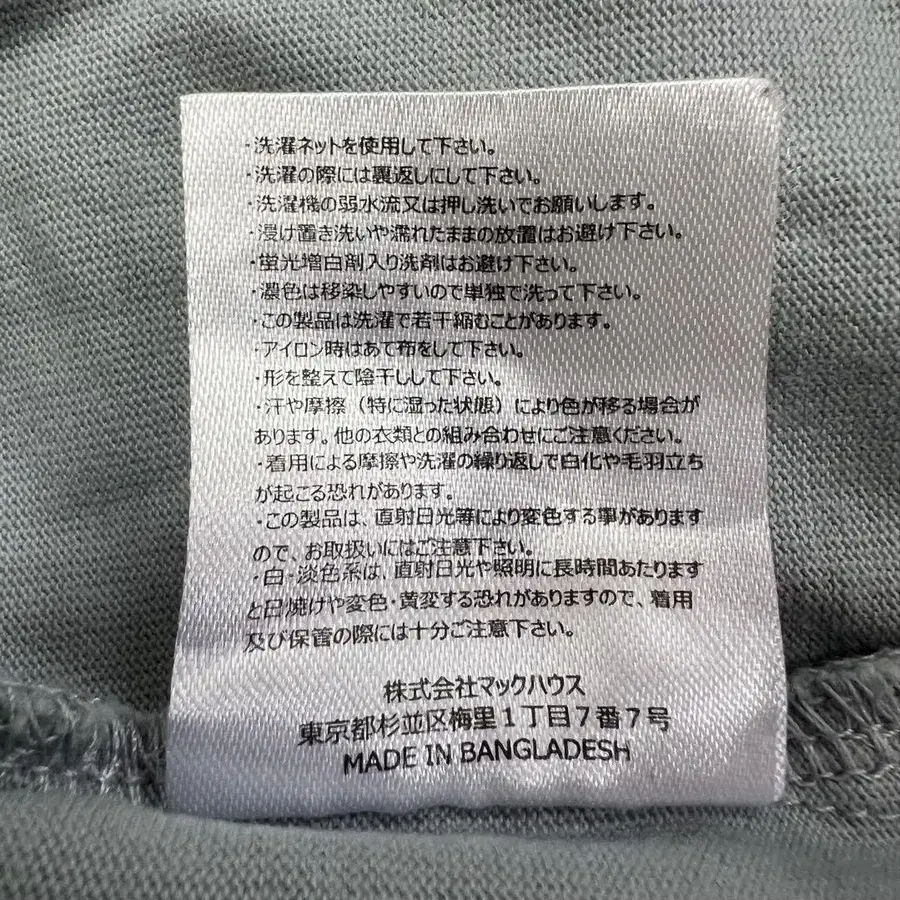 ・洗濯ネットを使用して下さい。
・洗濯の際には裏返しにして下さい。
・洗濯機の弱水流又は押し洗いでお願いします。
・浸け置き洗いや濡れたままの放置はお避け下さい。
・蛍光増白剤入り洗剤はお避け下さい。
・濃色は移染しやすいので単独で洗って下さい。
・この製品は洗濯で若干縮むことがあります。
・アイロン時はあて布をして下さい。
・形を整えて陰干しして下さい。
・汗や摩擦（特に湿った状態）により色が移る場合が
あります。他の衣類との組み合わせにご注意ください。
・着用による摩擦や洗濯の繰り返しで白化や毛羽立ち
が起こる恐れがあります。
・この製品は、直射日光等により変色する事があります
ので、お取扱いにはご注意下さい。
・白・淡色系は、直射日光や照明に長時間あたります
と日焼けや変色・黄変する恐れがありますので、着用
及び保管の際には十分ご注意下さい。
株式会社マックハウス
東京都杉並区梅里1丁目7番7号
MADE IN BANGLADESH